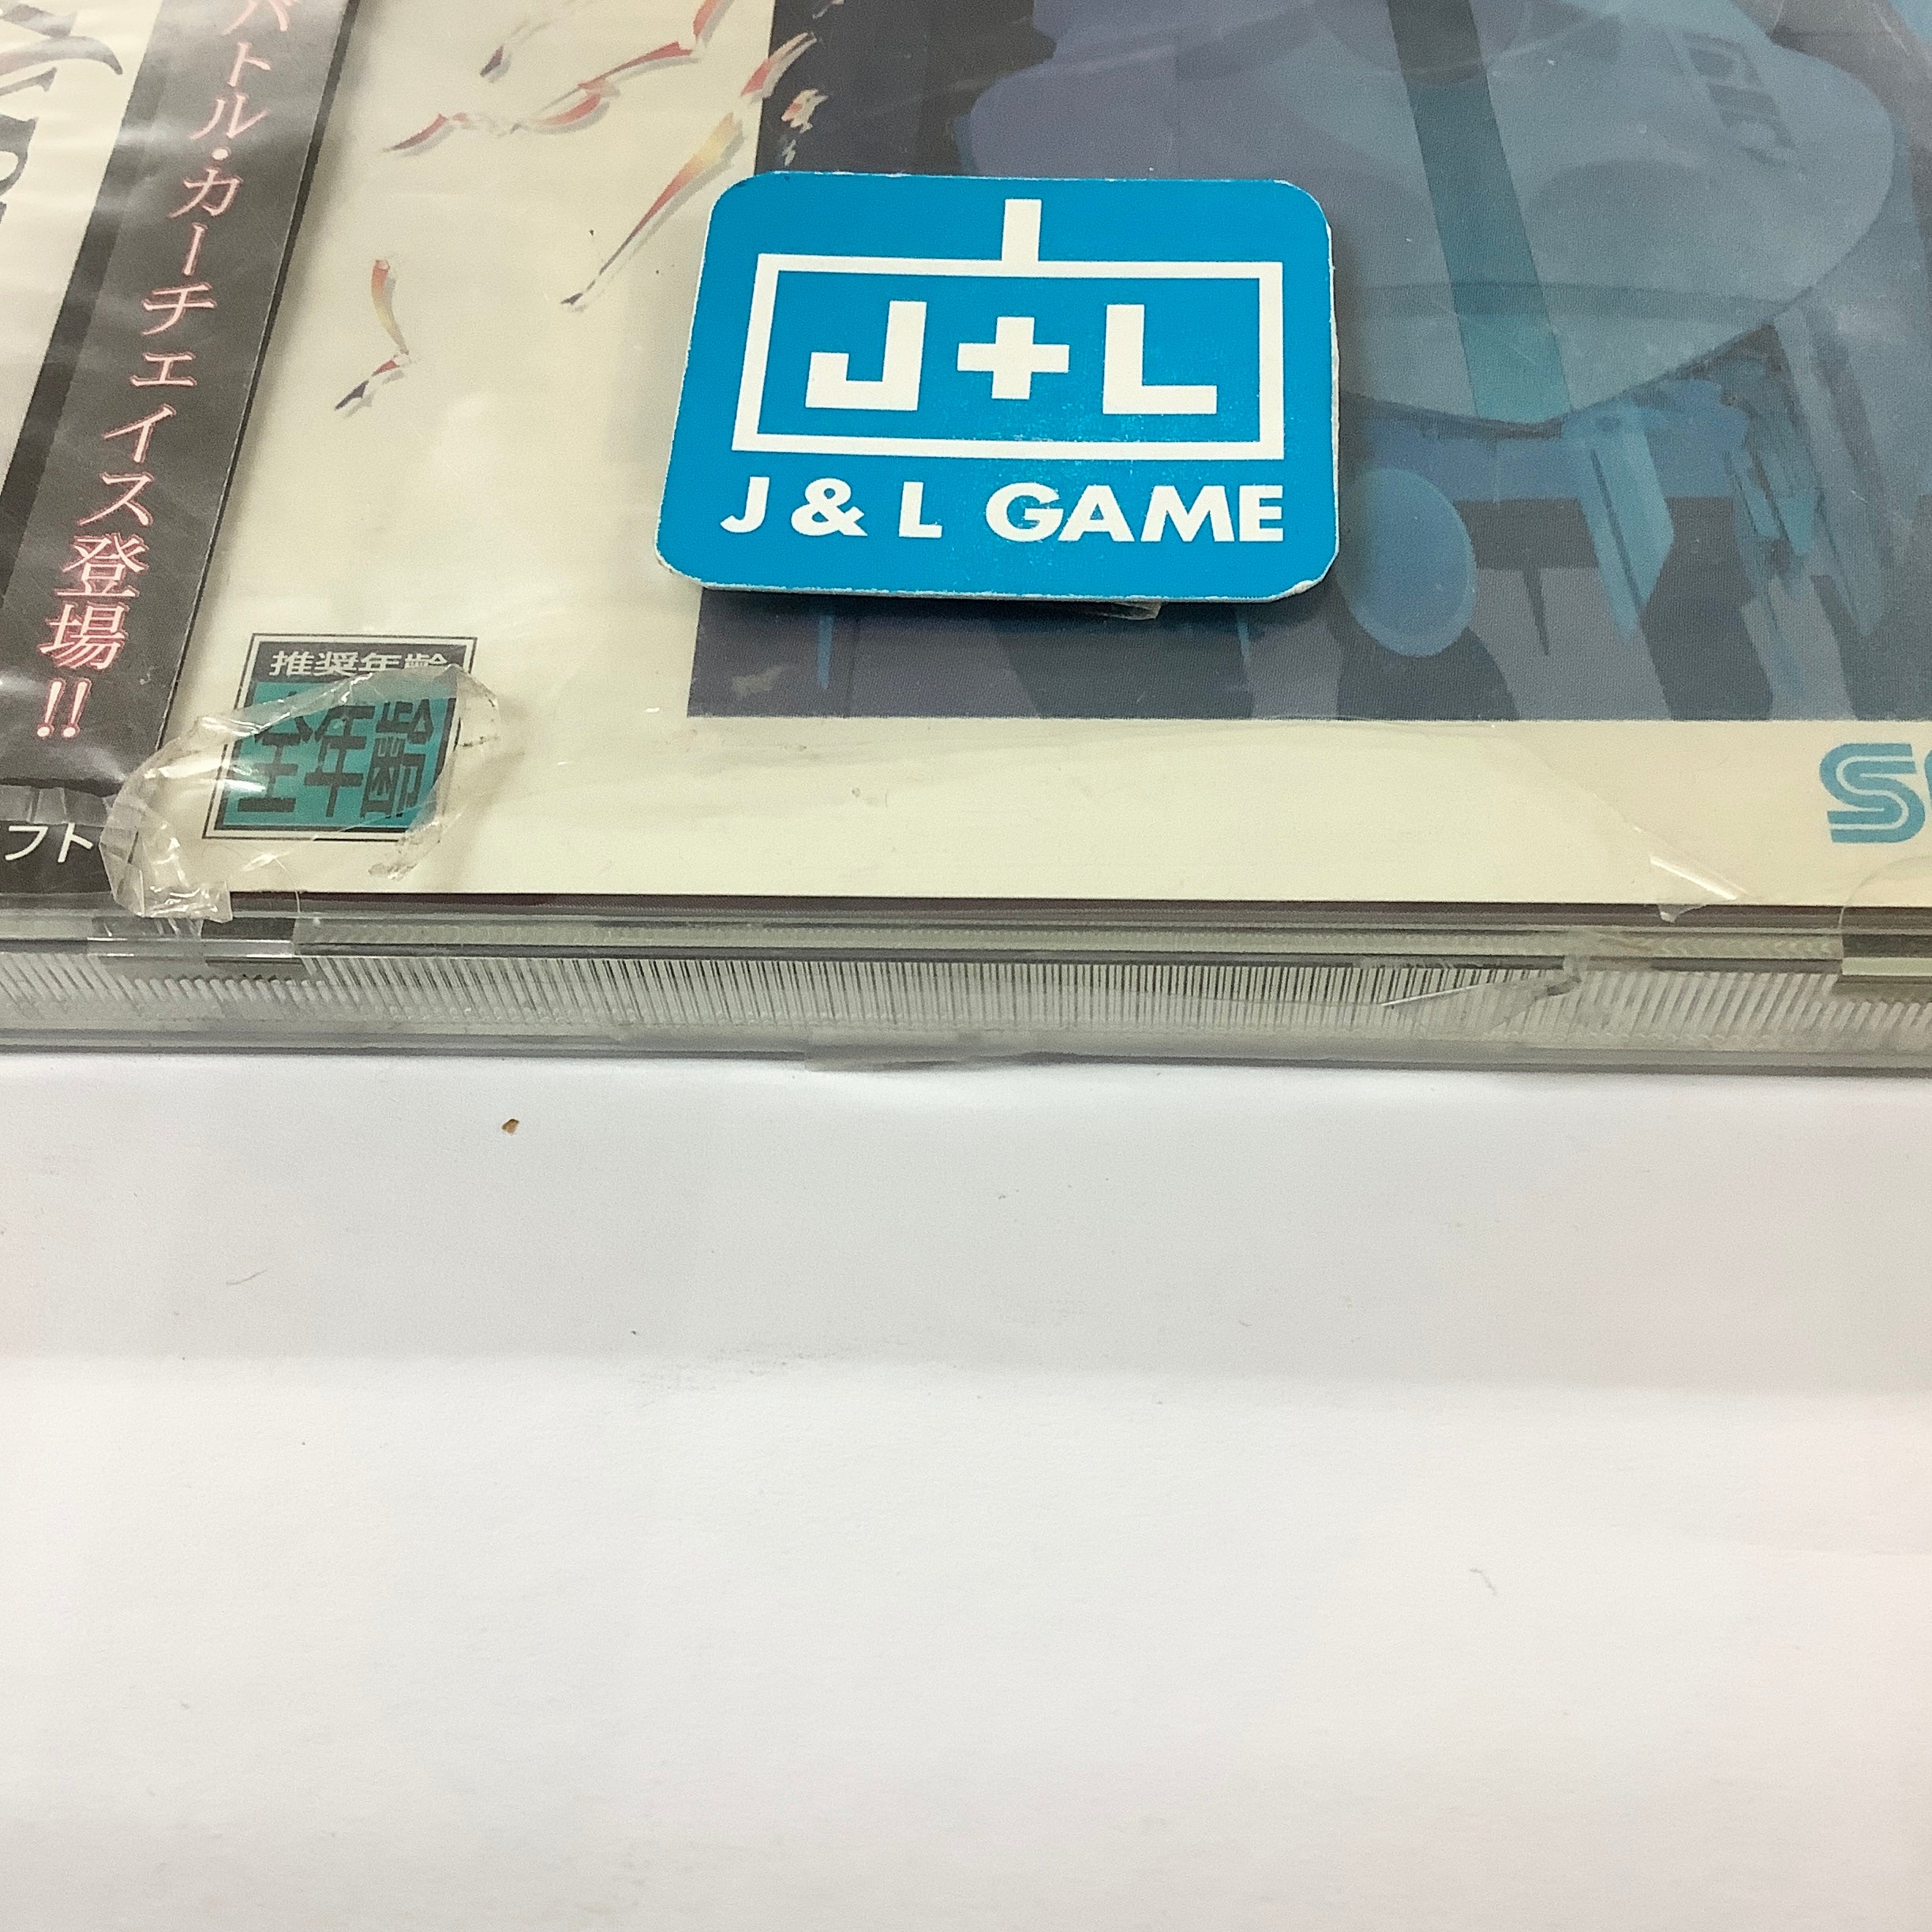 バトル・カーチェイス登場!!
フト
推奨年齢
全年齢
J+L
J & L GAME